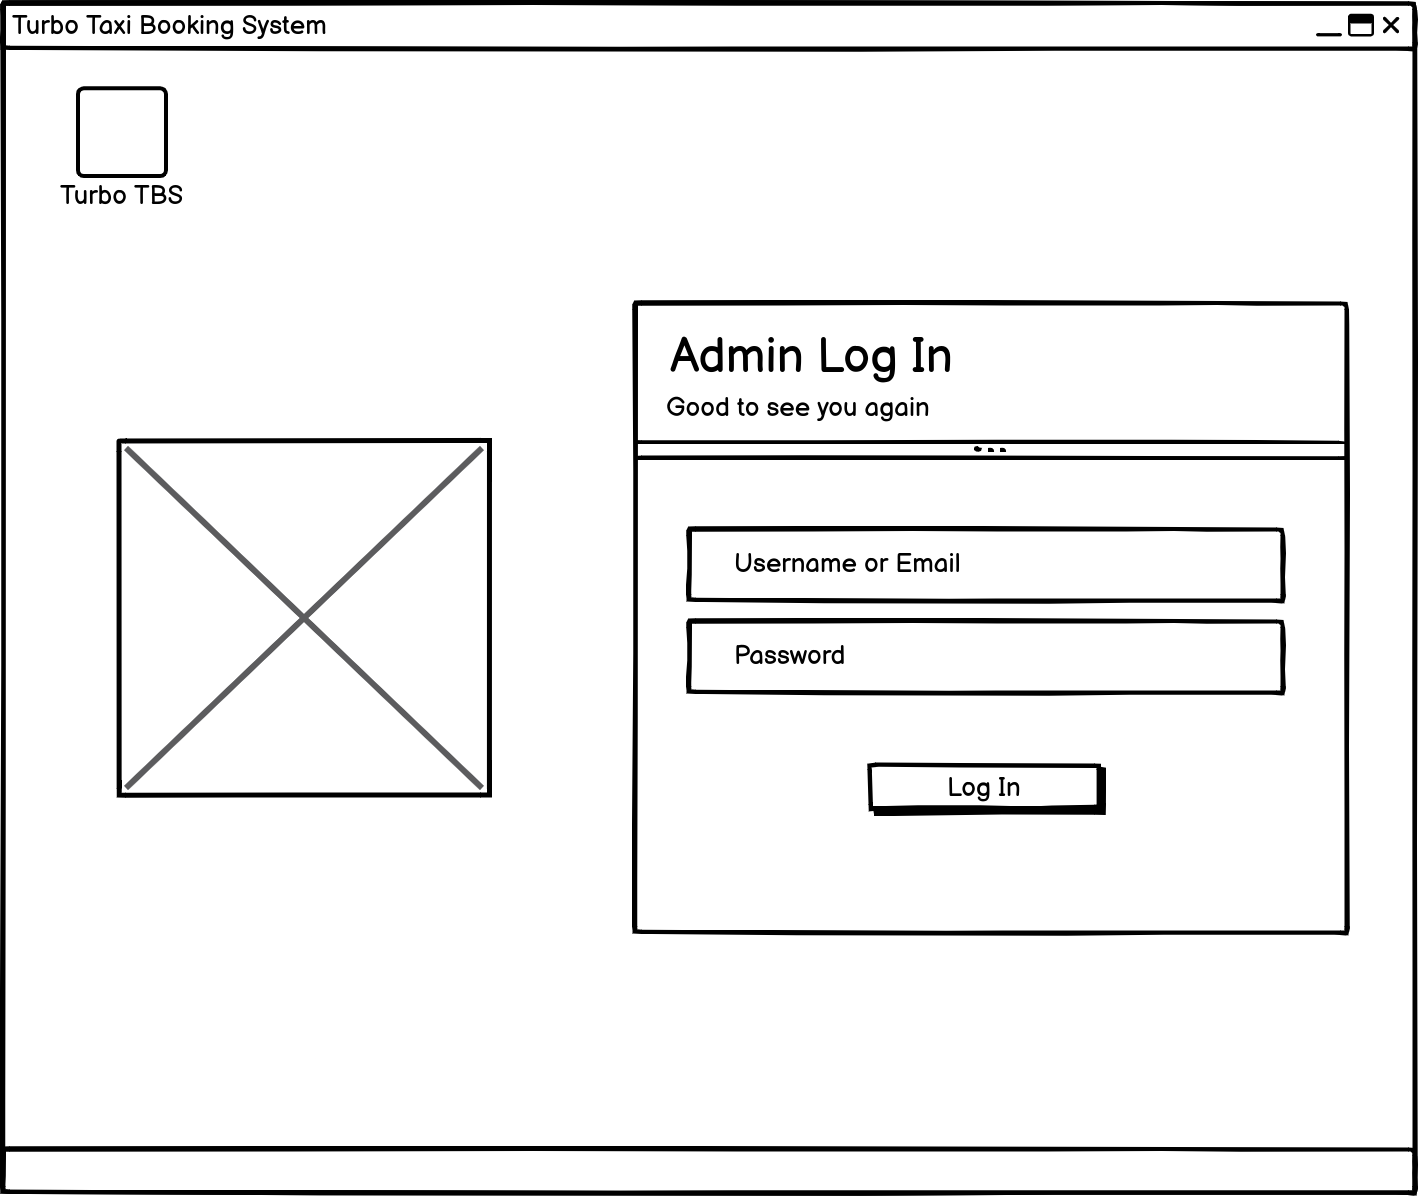 Turbo Taxi Booking System
Turbo TBS
Admin Log In
Good to see you again
Username or Email
Password
Log In